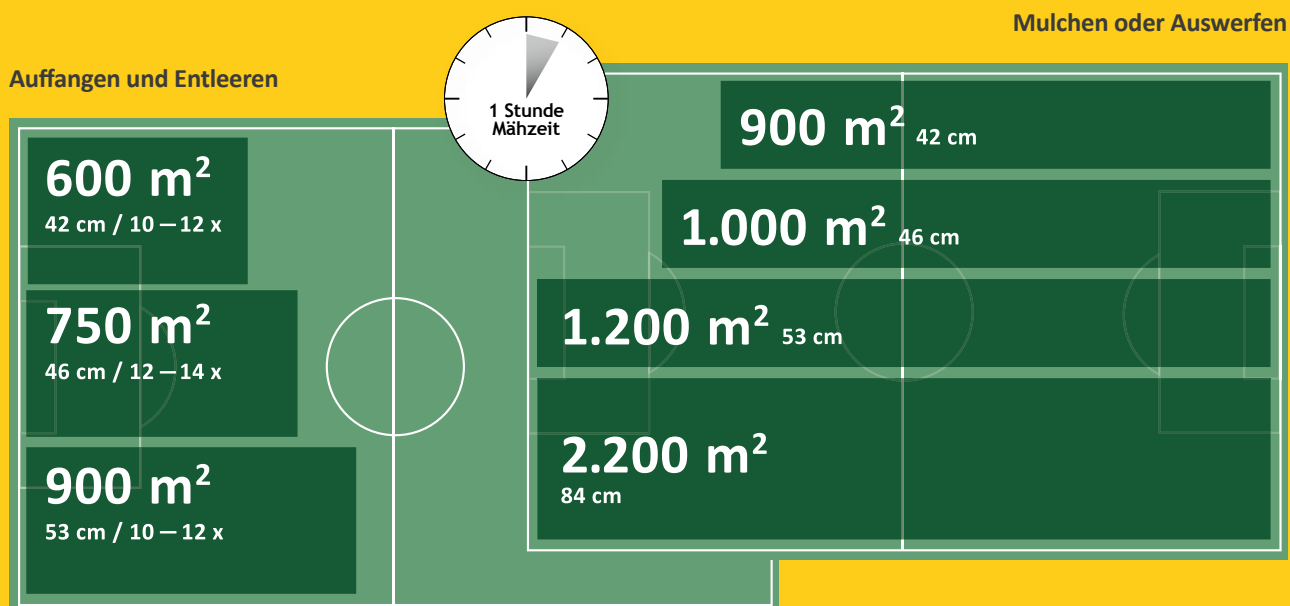 Mulchen oder Auswerfen
Auffangen und Entleeren
1 Stunde
Mähzeit
600 m²
42 cm / 10 — 12 x
750 m²
46 cm / 12 — 14 x
900 m²
53 cm / 10 — 12 x
900 m² 42 cm
1.000 m² 46 cm
1.200 m² 53 cm
2.200 m²
84 cm